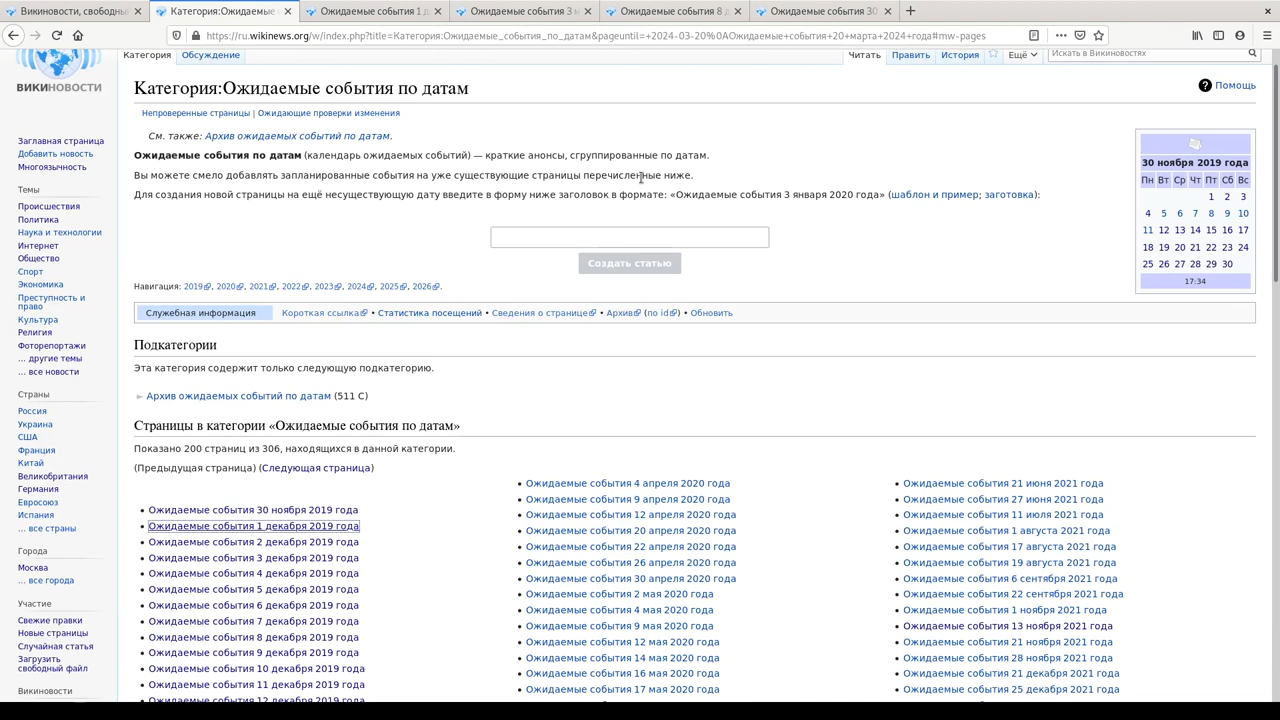 Викиновости, свободны
Категория:Ожидаемые
Ожидаемые события 1 д
Ожидаемые события 3 м
Ожидаемые события 8 д
Ожидаемые события 30
https://ru.wikinews.org/w/index.php?title=Категория:Ожидаемые_события_по_датам&pageuntil=+2024-03-20%0AОжидаемые+события+20+марта+2024+года#mw-pages
Категория Обсуждение
Читать Править История Ещё
Искать в Викиновостях
ВИКИНОВОСТИ
Категория:Ожидаемые события по датам
Помощь
Непроверенные страницы | Ожидающие проверки изменения
См. также: Архив ожидаемых событий по датам.
Ожидаемые события по датам (календарь ожидаемых событий) — краткие анонсы, сгруппированные по датам.
Вы можете смело добавлять запланированные события на уже существующие страницы перечисленные ниже.
Для создания новой страницы на ещё несуществующую дату введите в форму ниже заголовок в формате: «Ожидаемые события 3 января 2020 года» (шаблон и пример; заготовка):
Создать статью
Навигация: 2019, 2020, 2021, 2022, 2023, 2024, 2025, 2026.
Служебная информация Короткая ссылка • Статистика посещений • Сведения о странице • Архив (no id) • Обновить
30 ноября 2019 года
Пн Вт Ср Чт Пт Сб Вс
1 2 3
4 5 6 7 8 9 10
11 12 13 14 15 16 17
18 19 20 21 22 23 24
25 26 27 28 29 30
17:34
Заглавная страница
Добавить новость
Многоязычность
Темы
Происшествия
Политика
Наука и технологии
Интернет
Общество
Спорт
Экономика
Преступность и
право
Культура
Религия
Фоторепортажи
... другие темы
... все новости
Страны
Россия
Украина
США
Франция
Китай
Великобритания
Германия
Евросоюз
Испания
... все страны
Города
Москва
... все города
Участие
Свежие правки
Новые страницы
Случайная статья
Загрузить
свободный файл
Викиновости
Подкатегории
Эта категория содержит только следующую подкатегорию.
► Архив ожидаемых событий по датам (511 С)
Страницы в категории «Ожидаемые события по датам»
Показано 200 страниц из 306, находящихся в данной категории.
(Предыдущая страница) (Следующая страница)
• Ожидаемые события 30 ноября 2019 года
• Ожидаемые события 1 декабря 2019 года
• Ожидаемые события 2 декабря 2019 года
• Ожидаемые события 3 декабря 2019 года
• Ожидаемые события 4 декабря 2019 года
• Ожидаемые события 5 декабря 2019 года
• Ожидаемые события 6 декабря 2019 года
• Ожидаемые события 7 декабря 2019 года
• Ожидаемые события 8 декабря 2019 года
• Ожидаемые события 9 декабря 2019 года
• Ожидаемые события 10 декабря 2019 года
• Ожидаемые события 11 декабря 2019 года
• Ожидаемые события 12 декабря 2019 года
• Ожидаемые события 4 апреля 2020 года
• Ожидаемые события 9 апреля 2020 года
• Ожидаемые события 12 апреля 2020 года
• Ожидаемые события 20 апреля 2020 года
• Ожидаемые события 22 апреля 2020 года
• Ожидаемые события 26 апреля 2020 года
• Ожидаемые события 30 апреля 2020 года
• Ожидаемые события 2 мая 2020 года
• Ожидаемые события 4 мая 2020 года
• Ожидаемые события 9 мая 2020 года
• Ожидаемые события 12 мая 2020 года
• Ожидаемые события 14 мая 2020 года
• Ожидаемые события 16 мая 2020 года
• Ожидаемые события 17 мая 2020 года
• Ожидаемые события 21 июня 2021 года
• Ожидаемые события 27 июня 2021 года
• Ожидаемые события 11 июля 2021 года
• Ожидаемые события 1 августа 2021 года
• Ожидаемые события 17 августа 2021 года
• Ожидаемые события 19 августа 2021 года
• Ожидаемые события 6 сентября 2021 года
• Ожидаемые события 22 сентября 2021 года
• Ожидаемые события 1 ноября 2021 года
• Ожидаемые события 13 ноября 2021 года
• Ожидаемые события 21 ноября 2021 года
• Ожидаемые события 28 ноября 2021 года
• Ожидаемые события 21 декабря 2021 года
• Ожидаемые события 25 декабря 2021 года